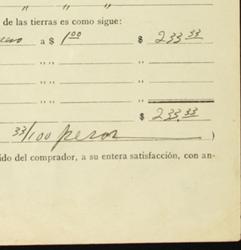 " "
de las tierras es como sigue:
a $ 1 00 $ 233.33
" "
" "
" "
$ 233.33
33/100 pesos )
ido del comprador, a su entera satisfacción, con an-